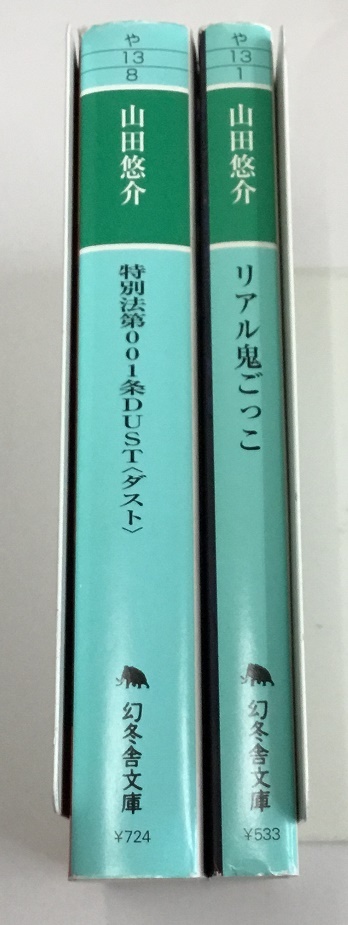 や
13
8
山田悠介
特別法第001条DUST〈ダスト〉
幻冬舎文庫
¥724
や
13
1
山田悠介
リアル鬼ごっこ
幻冬舎文庫
¥533